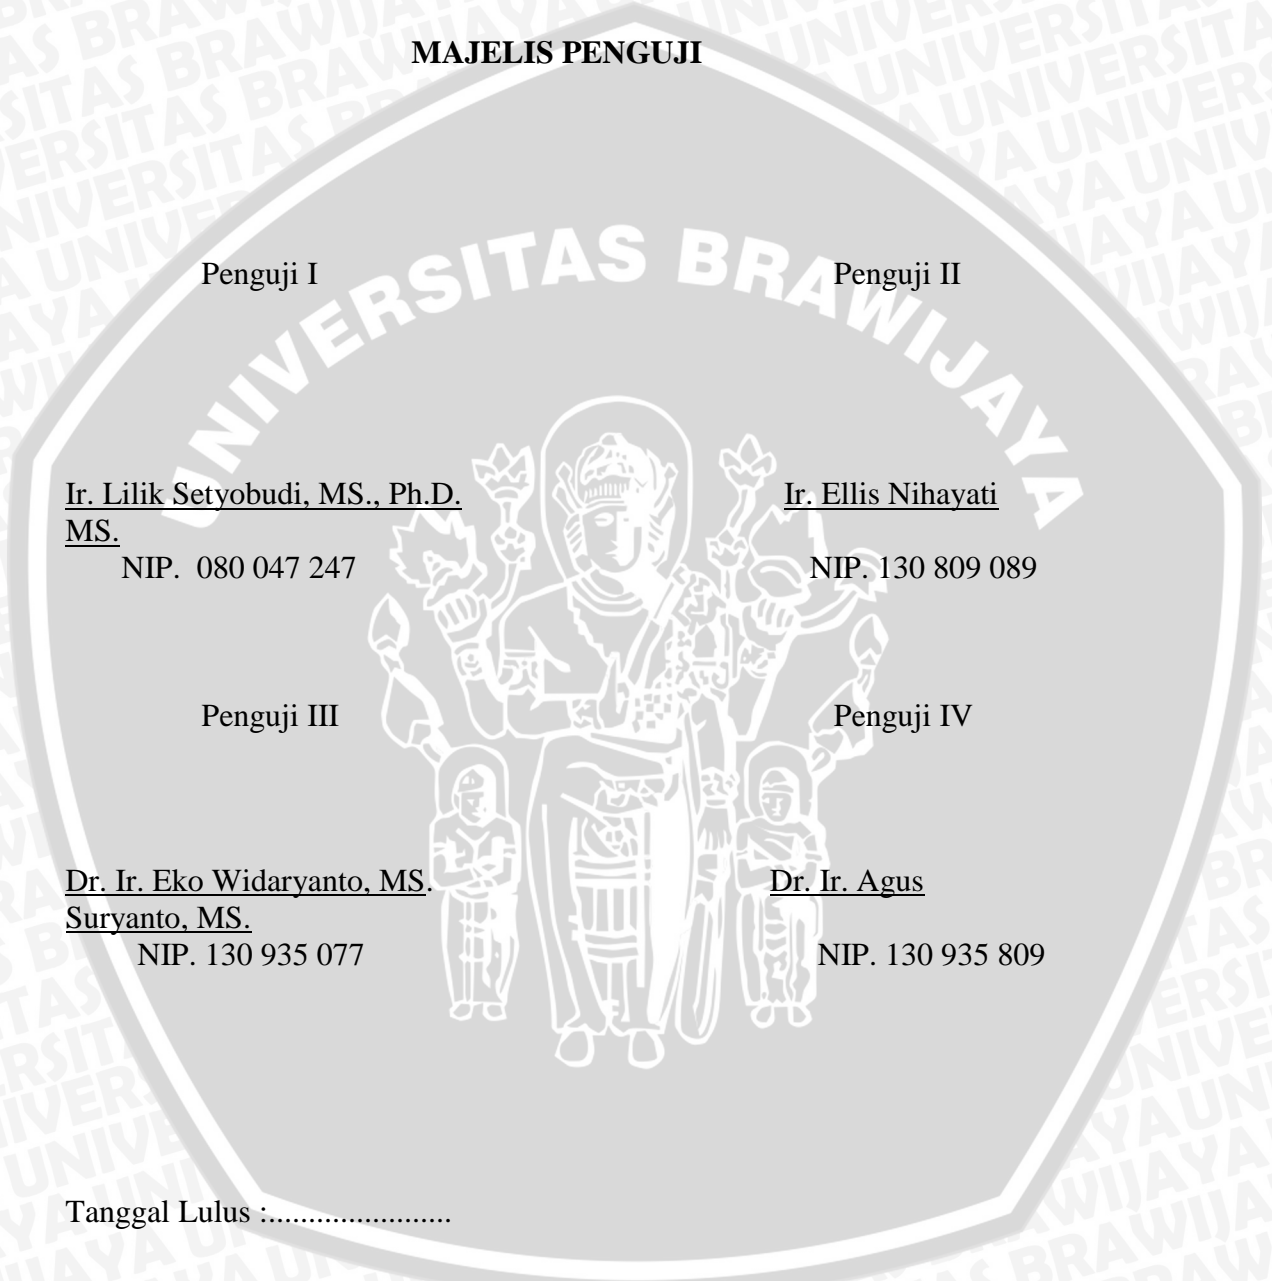 MAJELIS PENGUJI
UNIVERSITAS BRAWIJAYA
Penguji I Penguji II
Ir. Lilik Setyobudi, MS., Ph.D. Ir. Ellis Nihayati
MS.
NIP. 080 047 247 NIP. 130 809 089
Penguji III Penguji IV
Dr. Ir. Eko Widaryanto, MS. Dr. Ir. Agus
Suryanto, MS.
NIP. 130 935 077 NIP. 130 935 809
Tanggal Lulus :.......................